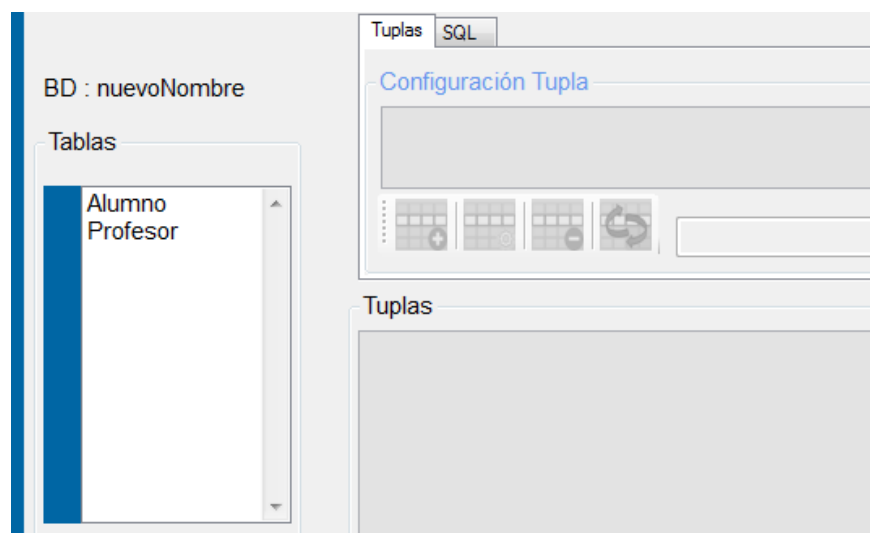 Tuplas SQL
BD : nuevoNombre
Configuración Tupla
Tablas
Alumno
Profesor
Tuplas